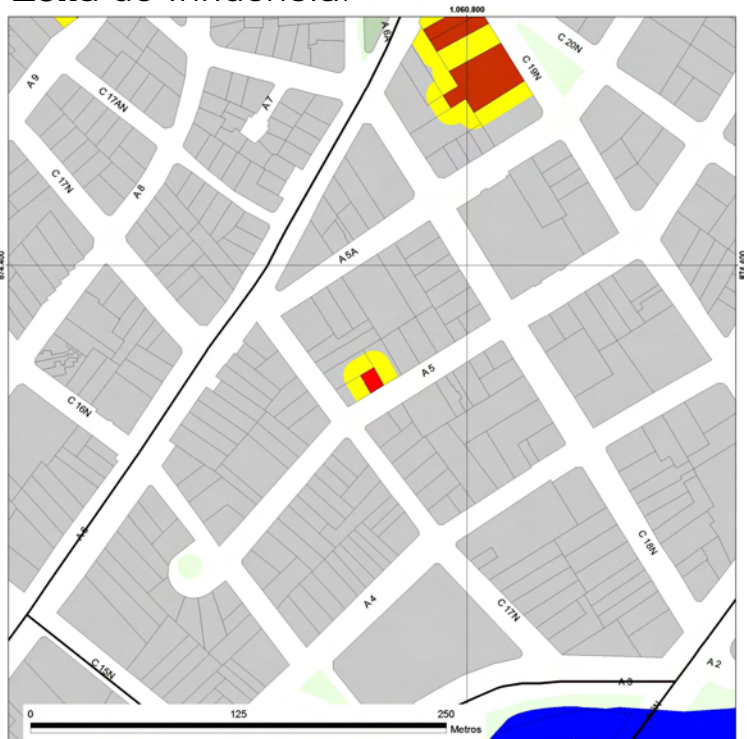 Zona de Influencia.
1.060.800
A 6A
C 20N
C 19N
A 9
C 17AN
A 7
C 17N
A 8
A 5A
874.400
874.400
A 5
C 16N
A 6
C 18N
A 4
C 17N
C 15N
A 3
A 2
0 125 250
Metros